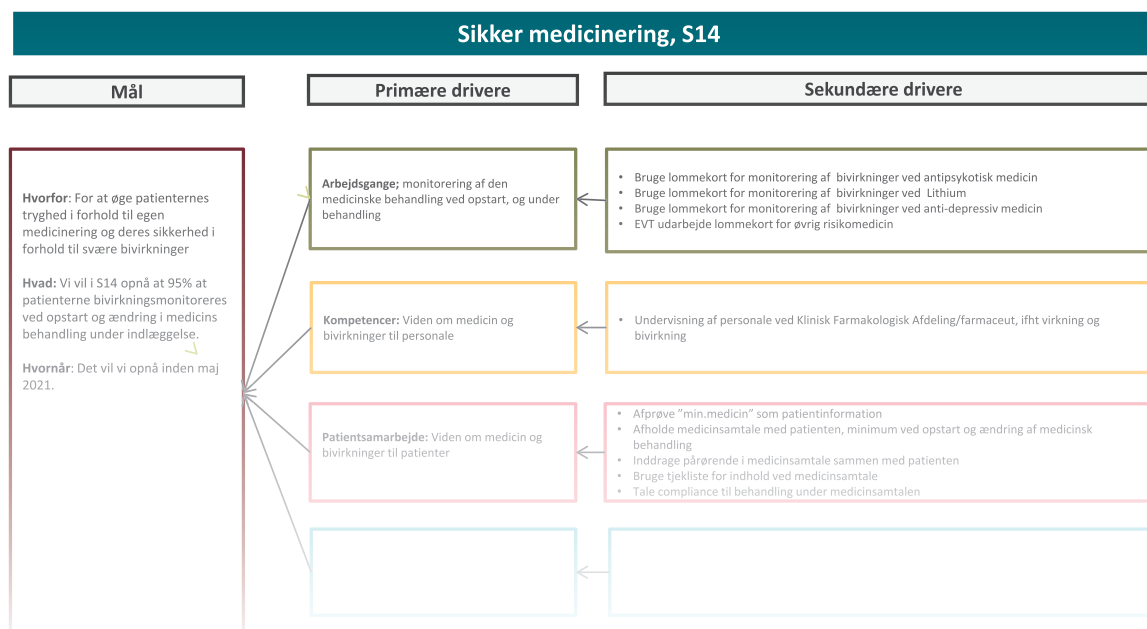 Sikker medicinering, S14
Mål
Primære drivere
Sekundære drivere
Hvorfor: For at øge patienternes
tryghed i forhold til egen
medicinering og deres sikkerhed i
forhold til svære bivirkninger
Hvad: Vi vil i S14 opnå at 95% at
patienterne bivirkningsmonitoreres
ved opstart og ændring i medicins
behandling under indlæggelse.
Hvornår: Det vil vi opnå inden maj
2021.
Arbejdsgange; monitorering af den
medicinske behandling ved opstart, og under
behandling
• Bruge lommekort for monitorering af bivirkninger ved antipsykotisk medicin
• Bruge lommekort for monitorering af bivirkninger ved Lithium
• Bruge lommekort for monitorering af bivirkninger ved anti-depressiv medicin
• EVT udarbejde lommekort for øvrig risikomedicin
Kompetencer: Viden om medicin og
bivirkninger til personale
• Undervisning af personale ved Klinisk Farmakologisk Afdeling/farmaceut, ifht virkning og
bivirkning
Patientsamarbejde: Viden om medicin og
bivirkninger til patienter
• Afprøve ”min.medicin” som patientinformation
• Afholde medicinsamtale med patienten, minimum ved opstart og ændring af medicinsk
behandling
• Inddrage pårørende i medicinsamtale sammen med patienten
• Bruge tjekliste for indhold ved medicinsamtale
• Tale compliance til behandling under medicinsamtalen